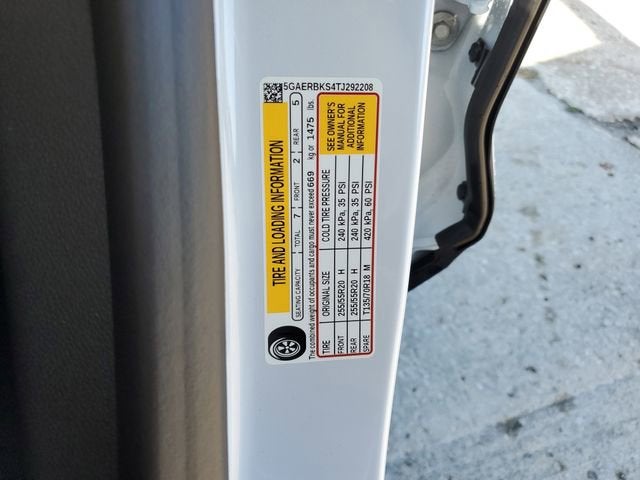 5GAERBKS4TJ292208
TIRE AND LOADING INFORMATION
SEATING CAPACITY TOTAL 7 FRONT 2 REAR 5
The combined weight of occupants and cargo must never exceed 669 kg or 1475 lbs.
TIRE ORIGINAL SIZE COLD TIRE PRESSURE
FRONT 255/55R20 H 240 kPa, 35 PSI
REAR 255/55R20 H 240 kPa, 35 PSI
SPARE T135/70R18 M 420 kPa, 60 PSI
SEE OWNER'S
MANUAL FOR
ADDITIONAL
INFORMATION